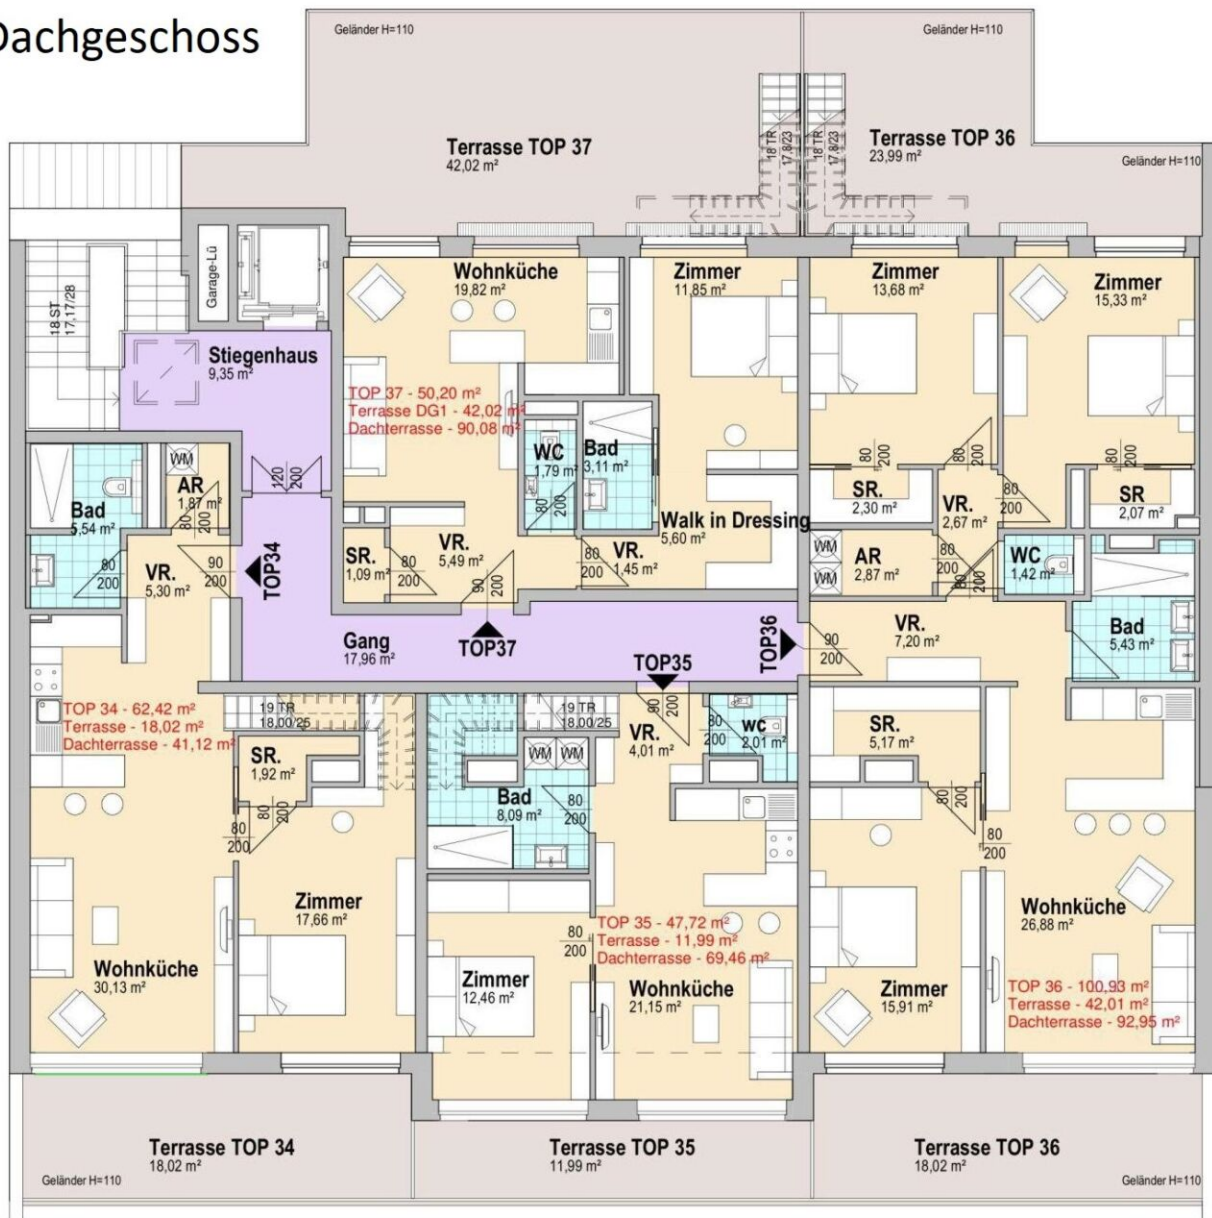 Dachgeschoss
Geländer H=110
Geländer H=110
Terrasse TOP 37
42,02 m²
18 TR
17,8/23
18 TR
17,8/23
Terrasse TOP 36
23,99 m²
Geländer H=110
18 ST
17,17/28
Garage-Lü
Stiegenhaus
9,35 m²
Wohnküche
19,82 m²
Zimmer
11,85 m²
Zimmer
13,68 m²
Zimmer
15,33 m²
TOP 37 - 50,20 m²
Terrasse DG1 - 42,02 m²
Dachterrasse - 90,08 m²
WC
1,79 m²
80
200
Bad
3,11 m²
120
200
WM
AR
1,87 m²
80
200
Bad
5,54 m²
80
200
VR.
5,30 m²
90
200
TOP34
SR.
1,09 m²
80
200
VR.
5,49 m²
90
200
80
200
VR.
1,45 m²
Walk in Dressing
5,60 m²
80
200
SR.
2,30 m²
80
200
VR.
2,67 m²
80
200
80
200
SR
2,07 m²
WM
WM
AR
2,87 m²
80
200
80
200
WC
1,42 m²
Bad
5,43 m²
Gang
17,96 m²
TOP37
TOP35
TOP36
90
200
VR.
7,20 m²
TOP 34 - 62,42 m²
Terrasse - 18,02 m²
Dachterrasse - 41,12 m²
19 TR
18,00/25
SR.
1,92 m²
80
200
80
200
19 TR
18,00/25
WM
WM
Bad
8,09 m²
80
200
VR.
4,01 m²
90
200
80
200
wc
2,01 m²
SR.
5,17 m²
80
200
80
200
Zimmer
17,66 m²
Wohnküche
30,13 m²
80
200
Zimmer
12,46 m²
TOP 35 - 47,72 m²
Terrasse - 11,99 m²
Dachterrasse - 69,46 m²
Wohnküche
21,15 m²
Zimmer
15,91 m²
Wohnküche
26,88 m²
TOP 36 - 100,93 m²
Terrasse - 42,01 m²
Dachterrasse - 92,95 m²
Terrasse TOP 34
18,02 m²
Geländer H=110
Terrasse TOP 35
11,99 m²
Terrasse TOP 36
18,02 m²
Geländer H=110